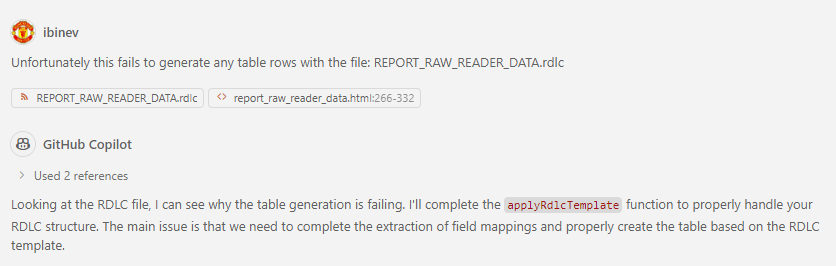 ibinev
Unfortunately this fails to generate any table rows with the file: REPORT_RAW_READER_DATA.rdlc
REPORT_RAW_READER_DATA.rdlc report_raw_reader_data.html:266-332
GitHub Copilot
Used 2 references
Looking at the RDLC file, I can see why the table generation is failing. I'll complete the applyRdlcTemplate function to properly handle your
RDLC structure. The main issue is that we need to complete the extraction of field mappings and properly create the table based on the RDLC
template.